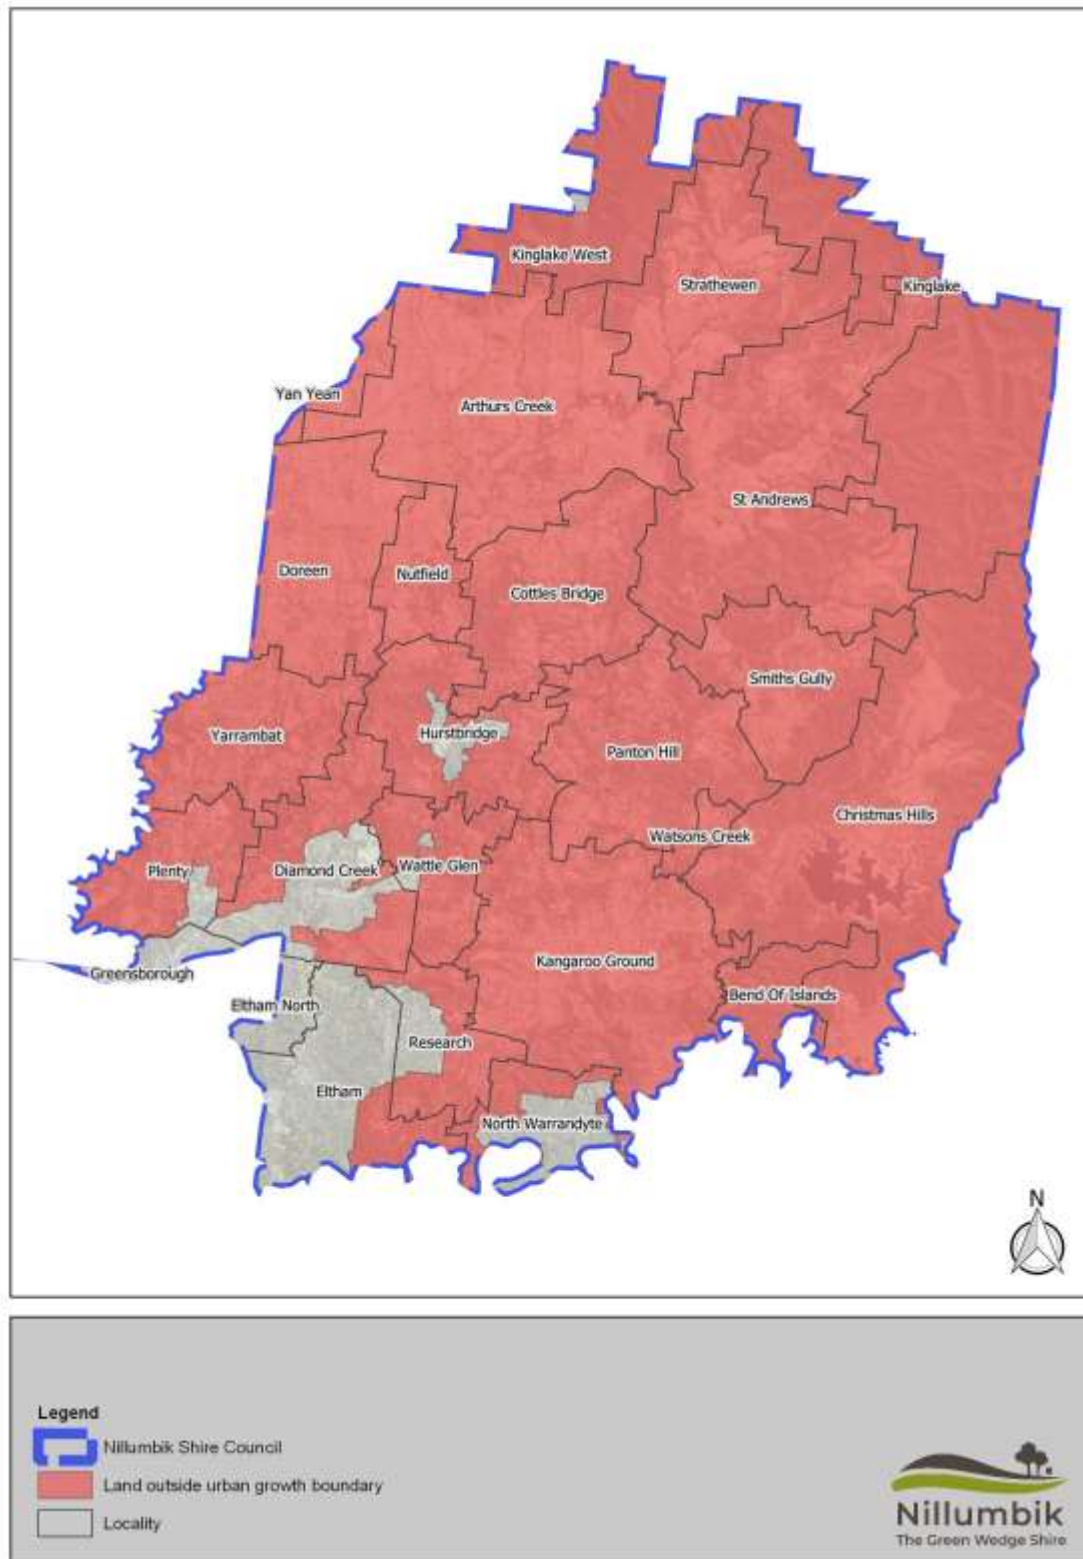 Kinglake West
Strathewen
Kinglake
Yan Yean
Arthurs Creek
St Andrews
Doreen
Nutfield
Cottles Bridge
Smiths Gully
Yarrambat
Hurstbridge
Panton Hill
Christmas Hills
Watsons Creek
Plenty
Diamond Creek
Wattle Glen
Kangaroo Ground
Greensborough
Bend Of Islands
Eltham North
Research
Eltham
North Warrandyte
N
Legend
Nillumbik Shire Council
Land outside urban growth boundary
Locality
Nillumbik
The Green Wedge Shire